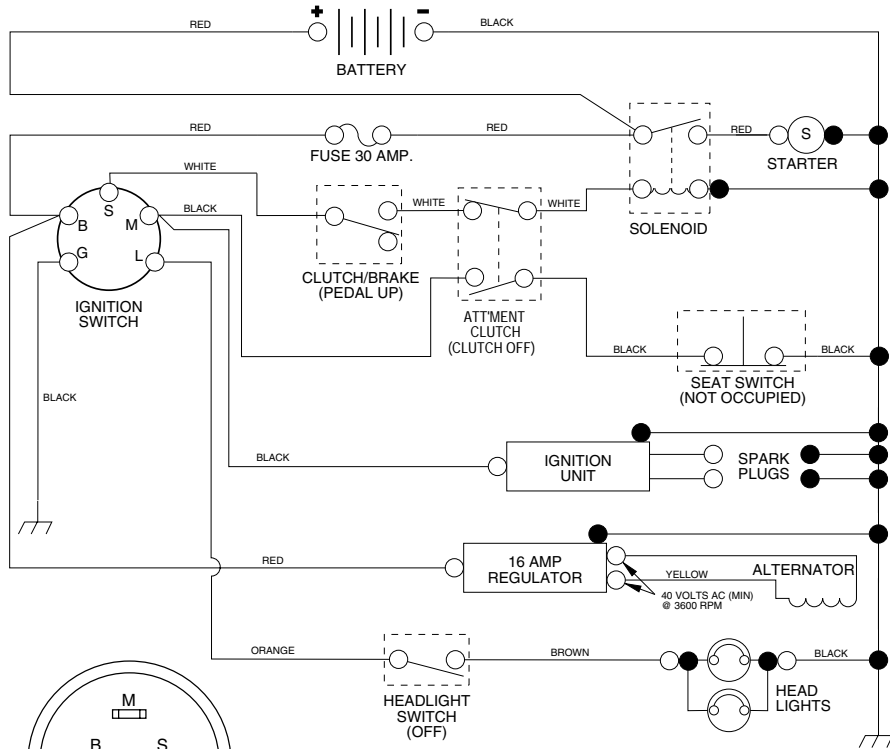 + −
RED
BLACK
BATTERY
RED
RED
RED
S
FUSE 30 AMP.
STARTER
WHITE
S
B
M
BLACK
WHITE
WHITE
SOLENOID
G
L
CLUTCH/BRAKE
(PEDAL UP)
IGNITION
SWITCH
ATT'MENT
CLUTCH
(CLUTCH OFF)
BLACK
BLACK
SEAT SWITCH
(NOT OCCUPIED)
BLACK
BLACK
IGNITION
UNIT
SPARK
PLUGS
RED
16 AMP
REGULATOR
YELLOW
ALTERNATOR
40 VOLTS AC (MIN)
@ 3600 RPM
ORANGE
BROWN
BLACK
HEADLIGHT
SWITCH
(OFF)
HEAD
LIGHTS
M
B S